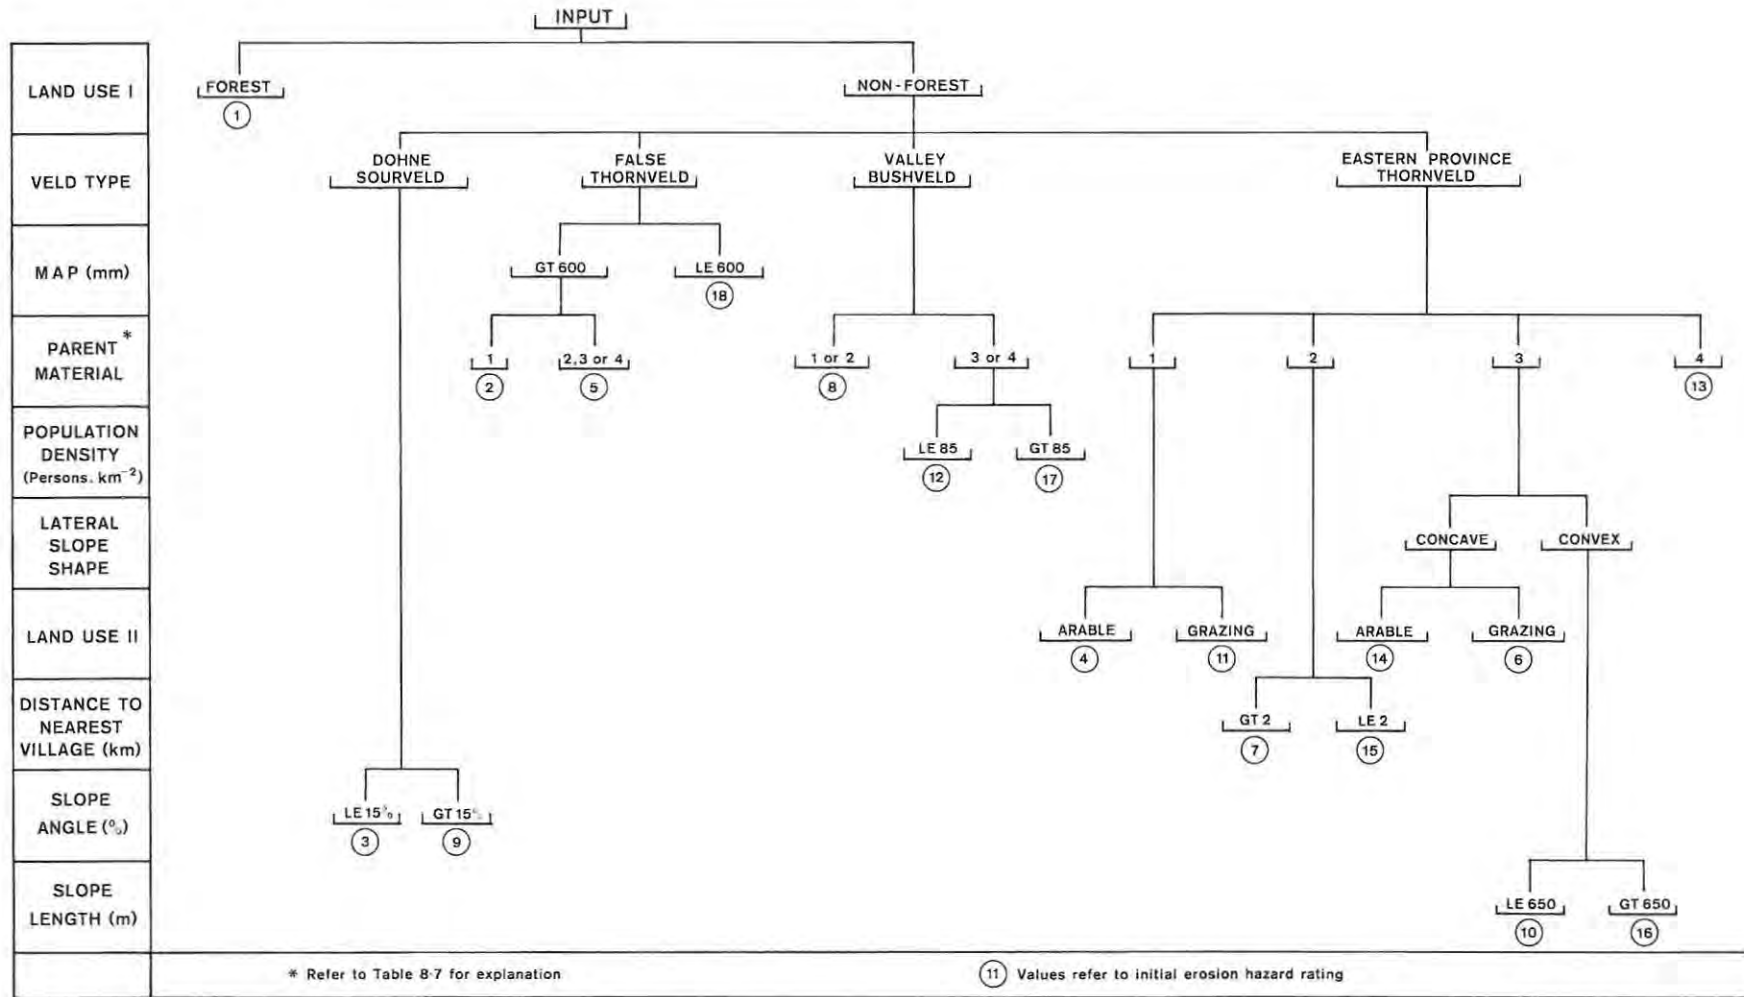 INPUT
LAND USE I
FOREST
1
NON-FOREST
VELD TYPE
DOHNE
SOURVELD
FALSE
THORNVELD
VALLEY
BUSHVELD
EASTERN PROVINCE
THORNVELD
MAP (mm)
GT 600
LE 600
18
PARENT *
MATERIAL
1
2
2,3 or 4
5
1 or 2
8
3 or 4
1
2
3
4
13
POPULATION
DENSITY
(Persons. km⁻²)
LE 85
12
GT 85
17
LATERAL
SLOPE
SHAPE
CONCAVE
CONVEX
LAND USE II
ARABLE
4
GRAZING
11
ARABLE
14
GRAZING
6
DISTANCE TO
NEAREST
VILLAGE (km)
GT 2
7
LE 2
15
SLOPE
ANGLE (%)
LE 15%
3
GT 15%
9
SLOPE
LENGTH (m)
LE 650
10
GT 650
16
* Refer to Table 8·7 for explanation
11 Values refer to initial erosion hazard rating